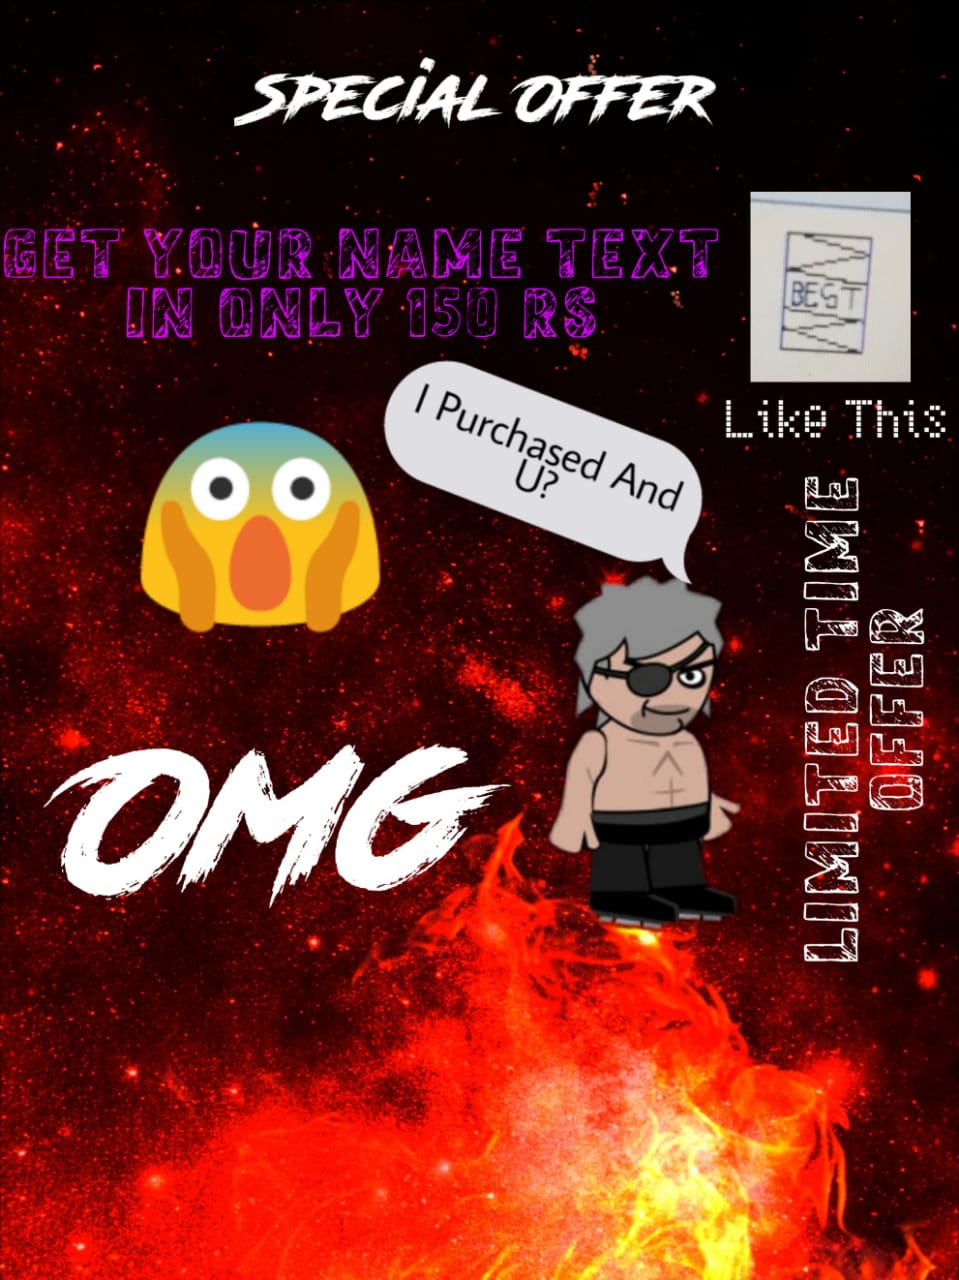 SPECiAL OFFER
GET YOUR NAME TEXT
IN ONLY 150 RS
BEST
Like This
I Purchased And
U?
LIMITED TIME
OFFER
OMG